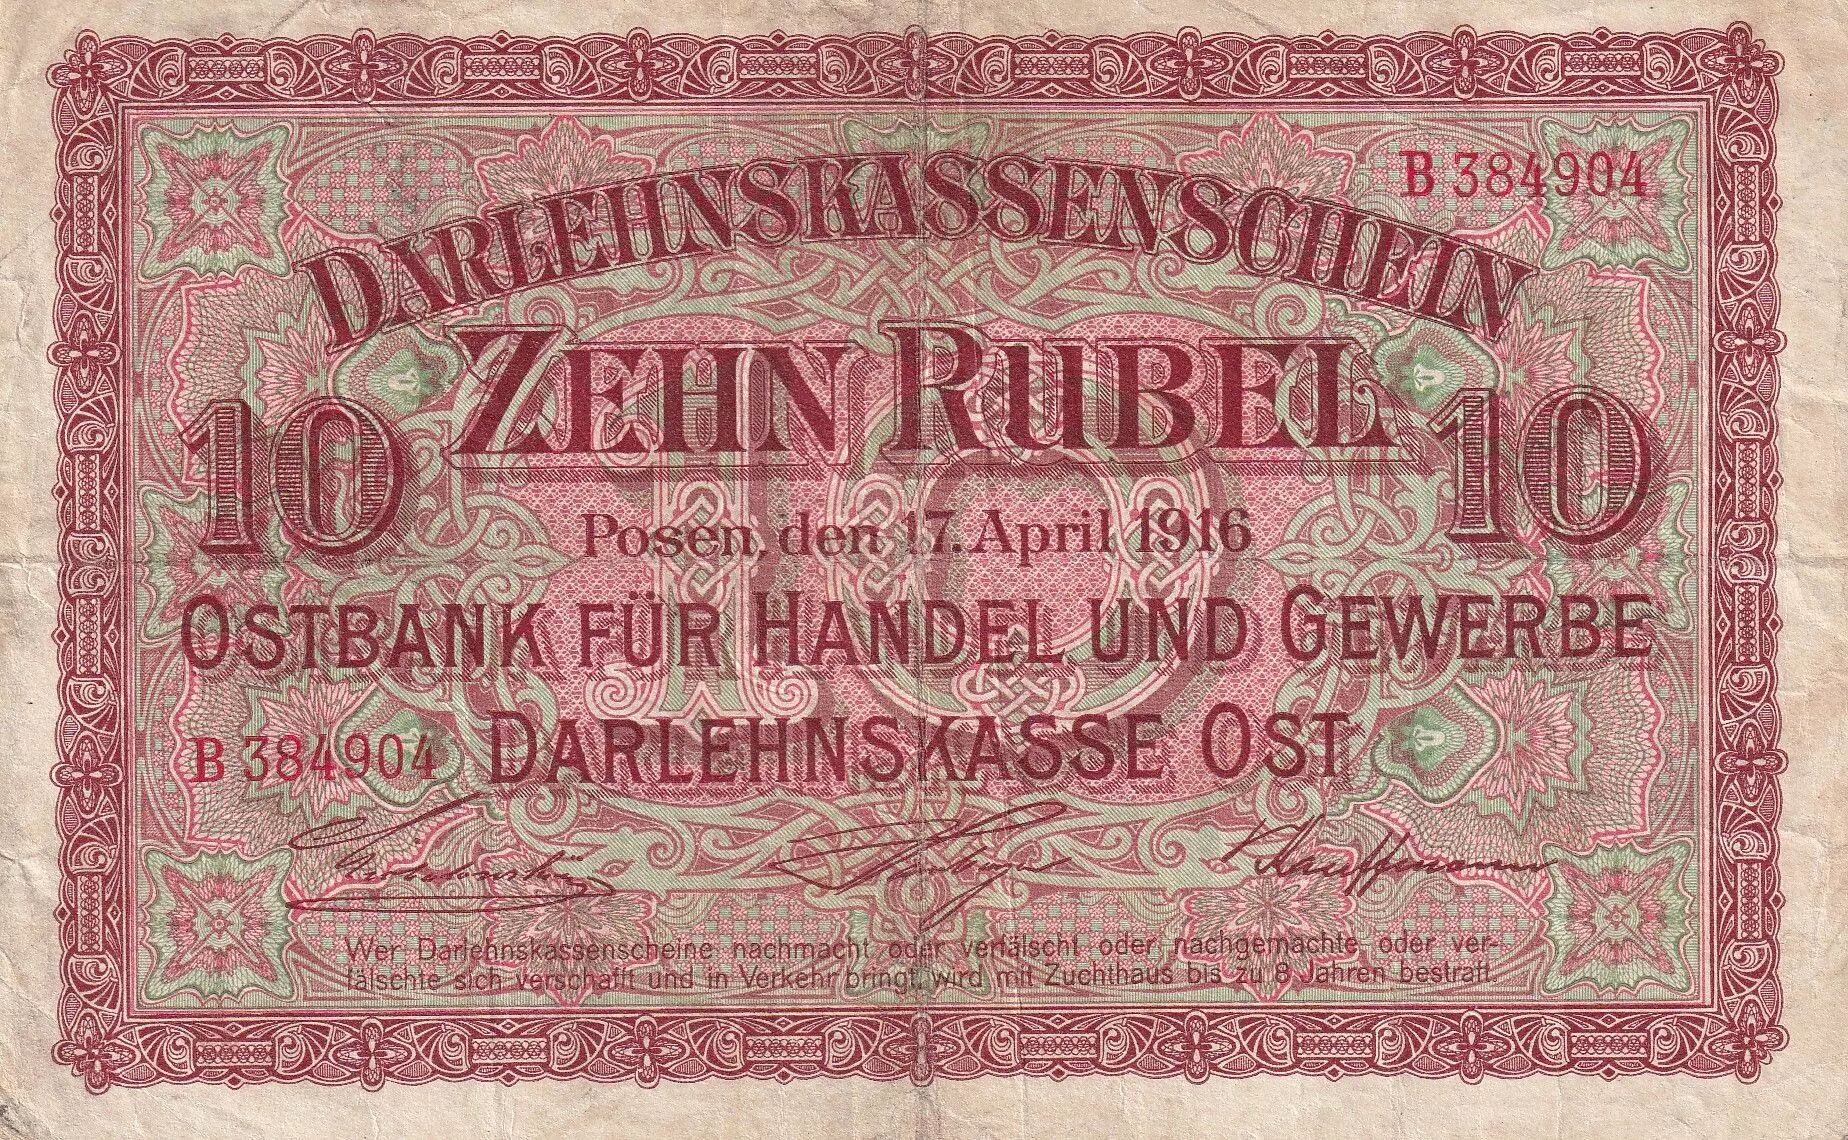 B 384904
DARLEHNSKASSENSCHEIN
ZEHN RUBEL
10 10
Posen, den 17. April 1916
OSTBANK FÜR HANDEL UND GEWERBE
B 384904 DARLEHNSKASSE OST
Kauffmann
Wer Darlehnskassenscheine nachmacht oder verfälscht oder nachgemachte oder ver-
fälschte sich verschafft und in Verkehr bringt, wird mit Zuchthaus bis zu 8 Jahren bestraft.
10